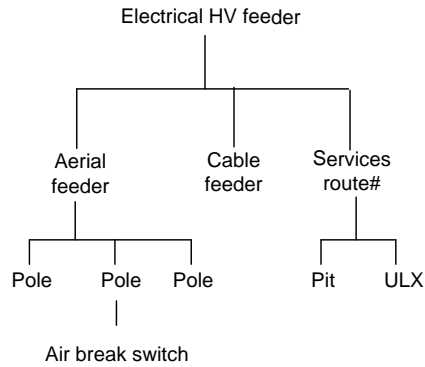 Electrical HV feeder
Aerial
feeder
Cable
feeder
Services
route#
Pole
Pole
Pole
Pit
ULX
Air break switch